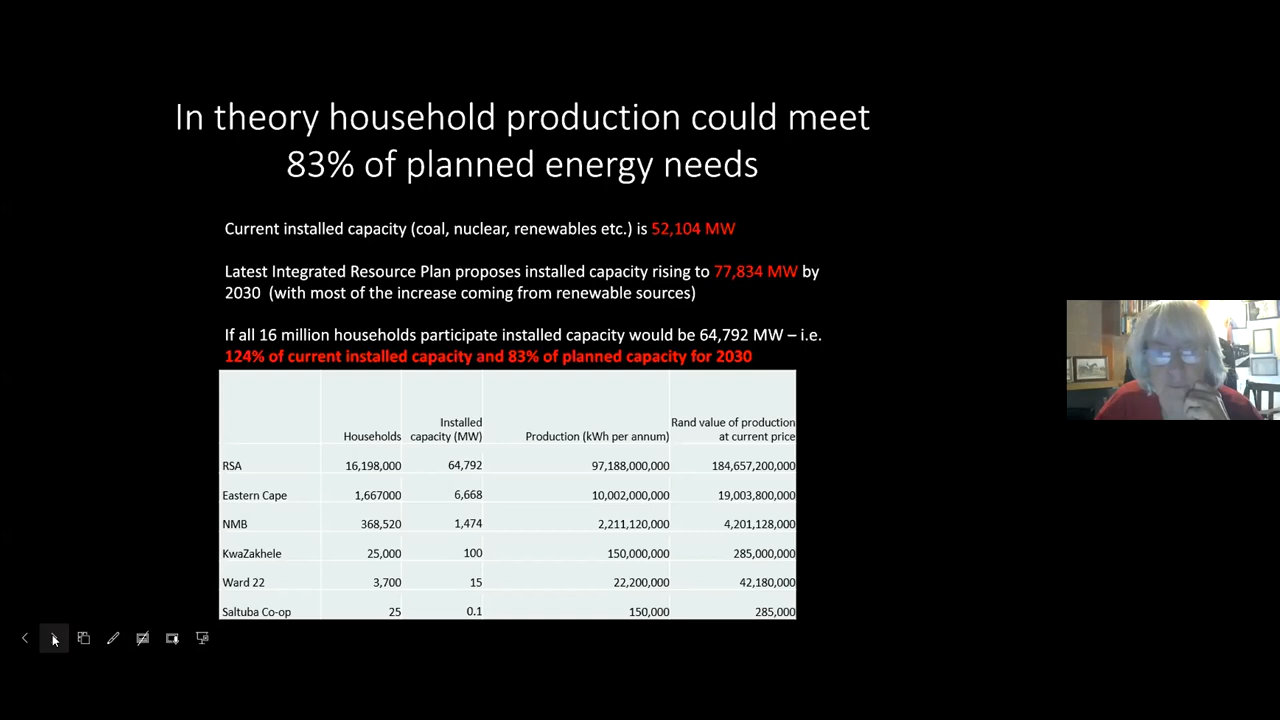 In theory household production could meet
83% of planned energy needs
Current installed capacity (coal, nuclear, renewables etc.) is 52,104 MW
Latest Integrated Resource Plan proposes installed capacity rising to 77,834 MW by
2030 (with most of the increase coming from renewable sources)
If all 16 million households participate installed capacity would be 64,792 MW – i.e.
124% of current installed capacity and 83% of planned capacity for 2030
Households Installed capacity (MW) Production (kWh per annum) Rand value of production at current price
RSA 16,198,000 64,792 97,188,000,000 184,657,200,000
Eastern Cape 1,667000 6,668 10,002,000,000 19,003,800,000
NMB 368,520 1,474 2,211,120,000 4,201,128,000
KwaZakhele 25,000 100 150,000,000 285,000,000
Ward 22 3,700 15 22,200,000 42,180,000
Saltuba Co-op 25 0.1 150,000 285,000